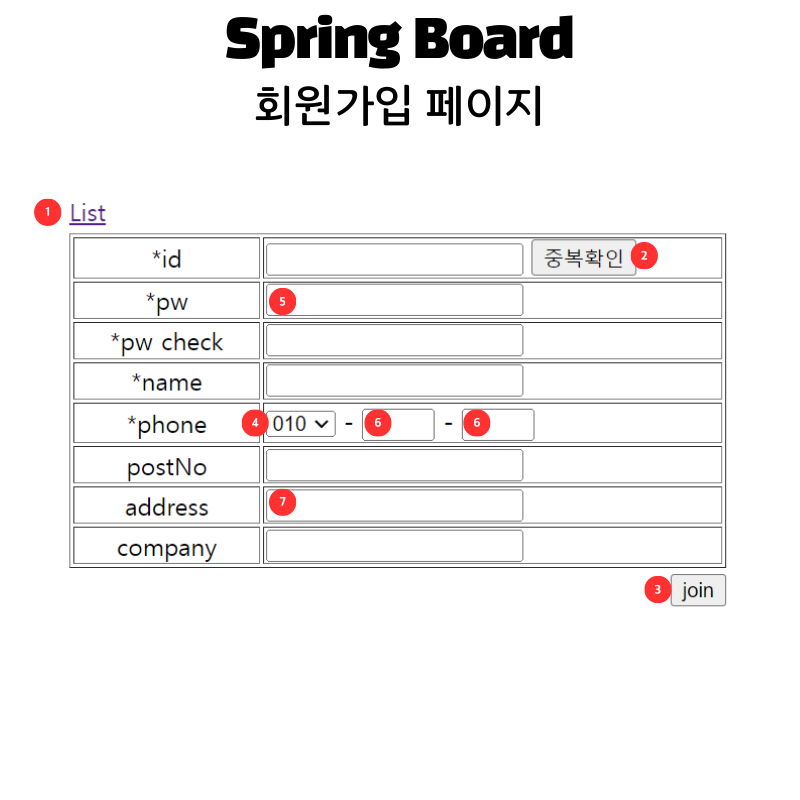 Spring Board
회원가입 페이지
1 List
*id 중복확인 2
*pw 5
*pw check
*name
*phone 4 010 - 6 - 6
postNo
address 7
company
3 join